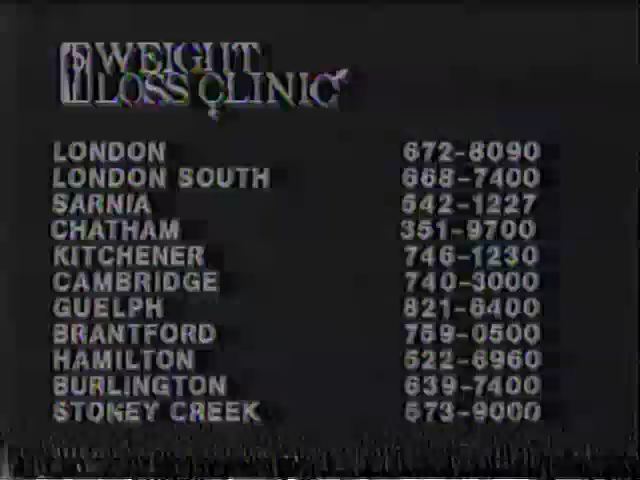 WEIGHT
LOSS CLINIC
LONDON 672-8090
LONDON SOUTH 668-7400
SARNIA 542-1227
CHATHAM 351-9700
KITCHENER 746-1230
CAMBRIDGE 740-3000
GUELPH 821-6400
BRANTFORD 759-0500
HAMILTON 522-6960
BURLINGTON 639-7400
STONEY CREEK 573-9000